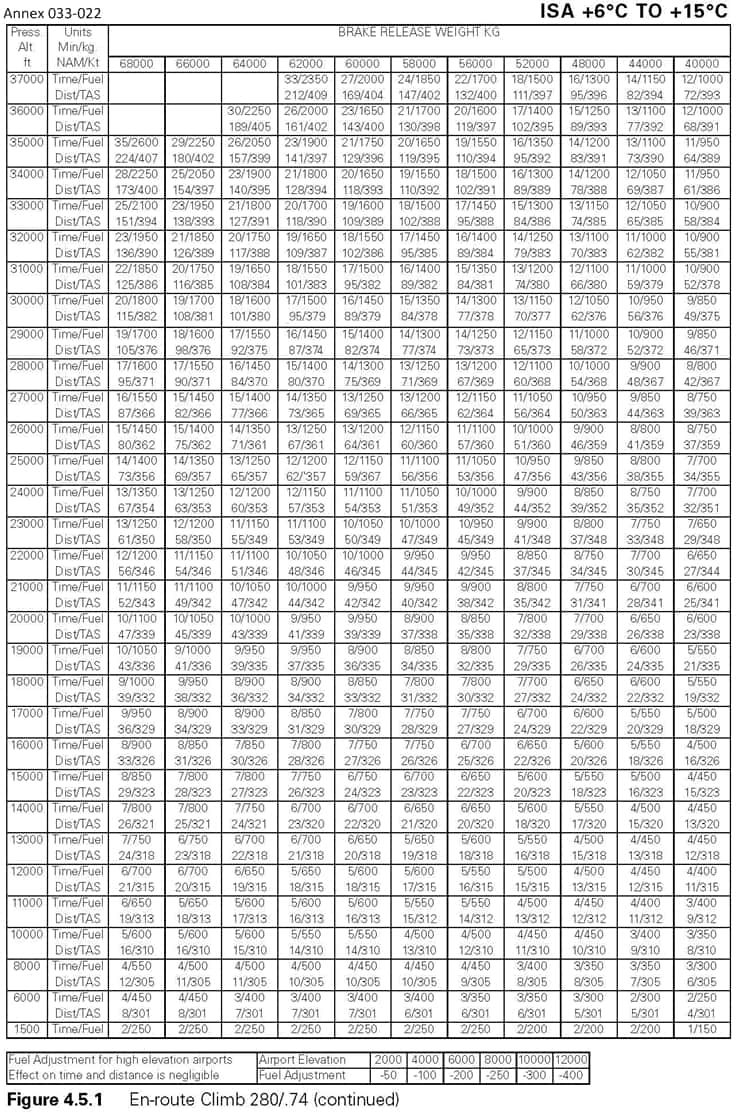 Annex 033-022
ISA +6°C TO +15°C
Press. Units BRAKE RELEASE WEIGHT KG
Alt. Min/kg
ft NAM/Kt 68000 66000 64000 62000 60000 58000 56000 52000 48000 44000 40000
37000 Time/Fuel 33/2350 27/2000 24/1850 22/1700 18/1500 16/1300 14/1150 12/1000
Dist/TAS 212/409 169/404 147/402 132/400 111/397 95/396 82/394 72/393
36000 Time/Fuel 30/2250 26/2000 23/1650 21/1700 20/1600 17/1400 15/1250 13/1100 12/1000
Dist/TAS 189/405 161/402 143/400 130/398 119/397 102/395 89/393 77/392 68/391
35000 Time/Fuel 35/2600 29/2250 26/2050 23/1900 21/1750 20/1650 19/1550 16/1350 14/1200 13/1100 11/950
Dist/TAS 224/407 180/402 157/399 141/397 129/396 119/395 110/394 95/392 83/391 73/390 64/389
34000 Time/Fuel 28/2250 25/2050 23/1900 21/1800 20/1650 19/1550 18/1500 16/1300 14/1200 12/1050 11/950
Dist/TAS 173/400 154/397 140/395 128/394 118/393 110/392 102/391 89/389 78/388 69/387 61/386
33000 Time/Fuel 25/2100 23/1950 21/1800 20/1700 19/1600 18/1500 17/1450 15/1300 13/1150 12/1050 10/900
Dist/TAS 151/394 138/393 127/391 118/390 109/389 102/388 95/388 84/386 74/385 65/385 58/384
32000 Time/Fuel 23/1950 21/1850 20/1750 19/1650 18/1550 17/1450 16/1400 14/1250 13/1100 11/1000 10/900
Dist/TAS 136/390 126/389 117/388 109/387 102/386 95/385 89/384 79/383 70/383 62/382 55/381
31000 Time/Fuel 22/1850 20/1750 19/1650 18/1550 17/1500 16/1400 15/1350 13/1200 12/1100 11/1000 10/900
Dist/TAS 125/386 116/385 108/384 101/383 95/382 89/382 84/381 74/380 66/380 59/379 52/378
30000 Time/Fuel 20/1800 19/1700 18/1600 17/1500 16/1450 15/1350 14/1300 13/1150 12/1050 10/950 9/850
Dist/TAS 115/382 108/381 101/380 95/379 89/379 84/378 77/378 70/377 62/376 56/376 49/375
29000 Time/Fuel 19/1700 18/1600 17/1550 16/1450 15/1400 14/1300 14/1250 12/1150 11/1000 10/900 9/850
Dist/TAS 105/376 98/376 92/375 87/374 82/374 77/374 73/373 65/373 58/372 52/372 46/371
28000 Time/Fuel 17/1600 17/1550 16/1450 15/1400 14/1300 13/1250 13/1200 12/1100 10/1000 9/900 8/800
Dist/TAS 95/371 90/371 84/370 80/370 75/369 71/369 67/369 60/368 54/368 48/367 42/367
27000 Time/Fuel 16/1550 15/1450 15/1400 14/1350 13/1250 13/1200 12/1150 11/1050 10/950 9/850 8/750
Dist/TAS 87/366 82/366 77/366 73/365 69/365 66/365 62/364 56/364 50/363 44/363 39/363
26000 Time/Fuel 15/1450 15/1400 14/1350 13/1250 13/1200 12/1150 11/1100 10/1000 9/900 8/800 8/750
Dist/TAS 80/362 75/362 71/361 67/361 64/361 60/360 57/360 51/360 46/359 41/359 37/359
25000 Time/Fuel 14/1400 14/1350 13/1250 12/1200 12/1150 11/1100 11/1050 10/950 9/850 8/800 7/700
Dist/TAS 73/356 69/357 65/357 62/'357 59/367 56/356 53/356 47/356 43/356 38/355 34/355
24000 Time/Fuel 13/1350 13/1250 12/1200 12/1150 11/1100 11/1050 10/1000 9/900 8/850 8/750 7/700
Dist/TAS 67/354 63/353 60/353 57/353 54/353 51/353 49/352 44/352 39/352 35/352 32/351
23000 Time/Fuel 13/1250 12/1200 11/1150 11/1100 10/1050 10/1000 10/950 9/900 8/800 7/750 7/650
Dist/TAS 61/350 58/350 55/349 53/349 50/349 47/349 45/349 41/348 37/348 33/348 29/348
22000 Time/Fuel 12/1200 11/1150 11/1100 10/1050 10/1000 9/950 9/950 8/850 8/750 7/700 6/650
Dist/TAS 56/346 54/346 51/346 48/346 46/345 44/345 42/345 37/345 34/345 30/345 27/344
21000 Time/Fuel 11/1150 11/1100 10/1050 10/1000 9/950 9/950 9/900 8/800 7/750 6/700 6/600
Dist/TAS 52/343 49/342 47/342 44/342 42/342 40/342 38/342 35/342 31/341 28/341 25/341
20000 Time/Fuel 10/1100 10/1050 10/1000 9/950 9/950 8/900 8/850 7/800 7/700 6/650 6/600
Dist/TAS 47/339 45/339 43/339 41/339 39/339 37/338 35/338 32/338 29/338 26/338 23/338
19000 Time/Fuel 10/1050 9/1000 9/950 9/950 8/900 8/850 8/800 7/750 6/700 6/600 5/550
Dist/TAS 43/336 41/336 39/335 37/335 36/335 34/335 32/335 29/335 26/335 24/335 21/335
18000 Time/Fuel 9/1000 9/950 8/900 8/900 8/850 7/800 7/800 7/700 6/650 6/600 5/550
Dist/TAS 39/332 38/332 36/332 34/332 33/332 31/332 30/332 27/332 24/332 22/332 19/332
17000 Time/Fuel 9/950 8/900 8/900 8/850 7/800 7/750 7/750 6/700 6/600 5/550 5/500
Dist/TAS 36/329 34/329 33/329 31/329 30/329 28/329 27/329 24/329 22/329 20/329 18/329
16000 Time/Fuel 8/900 8/850 7/850 7/800 7/750 7/750 6/700 6/650 5/600 5/550 4/500
Dist/TAS 33/326 31/326 30/326 28/326 27/326 26/326 25/326 22/326 20/326 18/326 16/326
15000 Time/Fuel 8/850 7/800 7/800 7/750 6/750 6/700 6/650 5/600 5/550 5/500 4/450
Dist/TAS 29/323 28/323 27/323 26/323 24/323 23/323 22/323 20/323 18/323 16/323 15/323
14000 Time/Fuel 7/800 7/800 7/750 6/700 6/700 6/650 6/650 5/600 5/550 4/500 4/450
Dist/TAS 26/321 25/321 24/321 23/320 22/320 21/320 20/320 18/320 17/320 15/320 13/320
13000 Time/Fuel 7/750 6/750 6/700 6/700 6/650 5/650 5/600 5/550 4/500 4/450 4/450
Dist/TAS 24/318 23/318 22/318 21/318 20/318 19/318 18/318 16/318 15/318 13/318 12/318
12000 Time/Fuel 6/700 6/700 6/650 5/650 5/600 5/600 5/550 5/500 4/500 4/450 4/400
Dist/TAS 21/315 20/315 19/315 18/315 18/315 17/315 16/315 15/315 13/315 12/315 11/315
11000 Time/Fuel 6/650 5/650 5/600 5/600 5/550 5/550 5/550 4/500 4/450 4/400 3/400
Dist/TAS 19/313 18/313 17/313 16/313 16/313 15/312 14/312 13/312 12/312 11/312 9/312
10000 Time/Fuel 5/600 5/600 5/550 5/550 5/500 4/500 4/500 4/450 4/450 3/400 3/350
Dist/TAS 16/310 16/310 15/310 14/310 14/310 13/310 12/310 11/310 10/310 9/310 8/310
8000 Time/Fuel 4/550 4/500 4/500 4/450 4/450 4/450 4/450 3/400 3/350 3/350 3/300
Dist/TAS 12/305 11/305 11/305 10/305 10/305 10/305 9/305 8/305 8/305 7/305 6/305
6000 Time/Fuel 4/450 4/450 3/400 3/400 3/400 3/350 3/350 3/350 3/300 2/300 2/250
Dist/TAS 8/301 8/301 7/301 7/301 7/301 6/301 6/301 6/301 5/301 5/301 4/301
1500 Time/Fuel 2/250 2/250 2/250 2/250 2/250 2/250 2/250 2/200 2/200 2/200 1/150
Fuel Adjustment for high elevation airports Airport Elevation 2000 4000 6000 8000 10000 12000
Effect on time and distance is negligible Fuel Adjustment -50 -100 -200 -250 -300 -400
Figure 4.5.1 En-route Climb 280/.74 (continued)